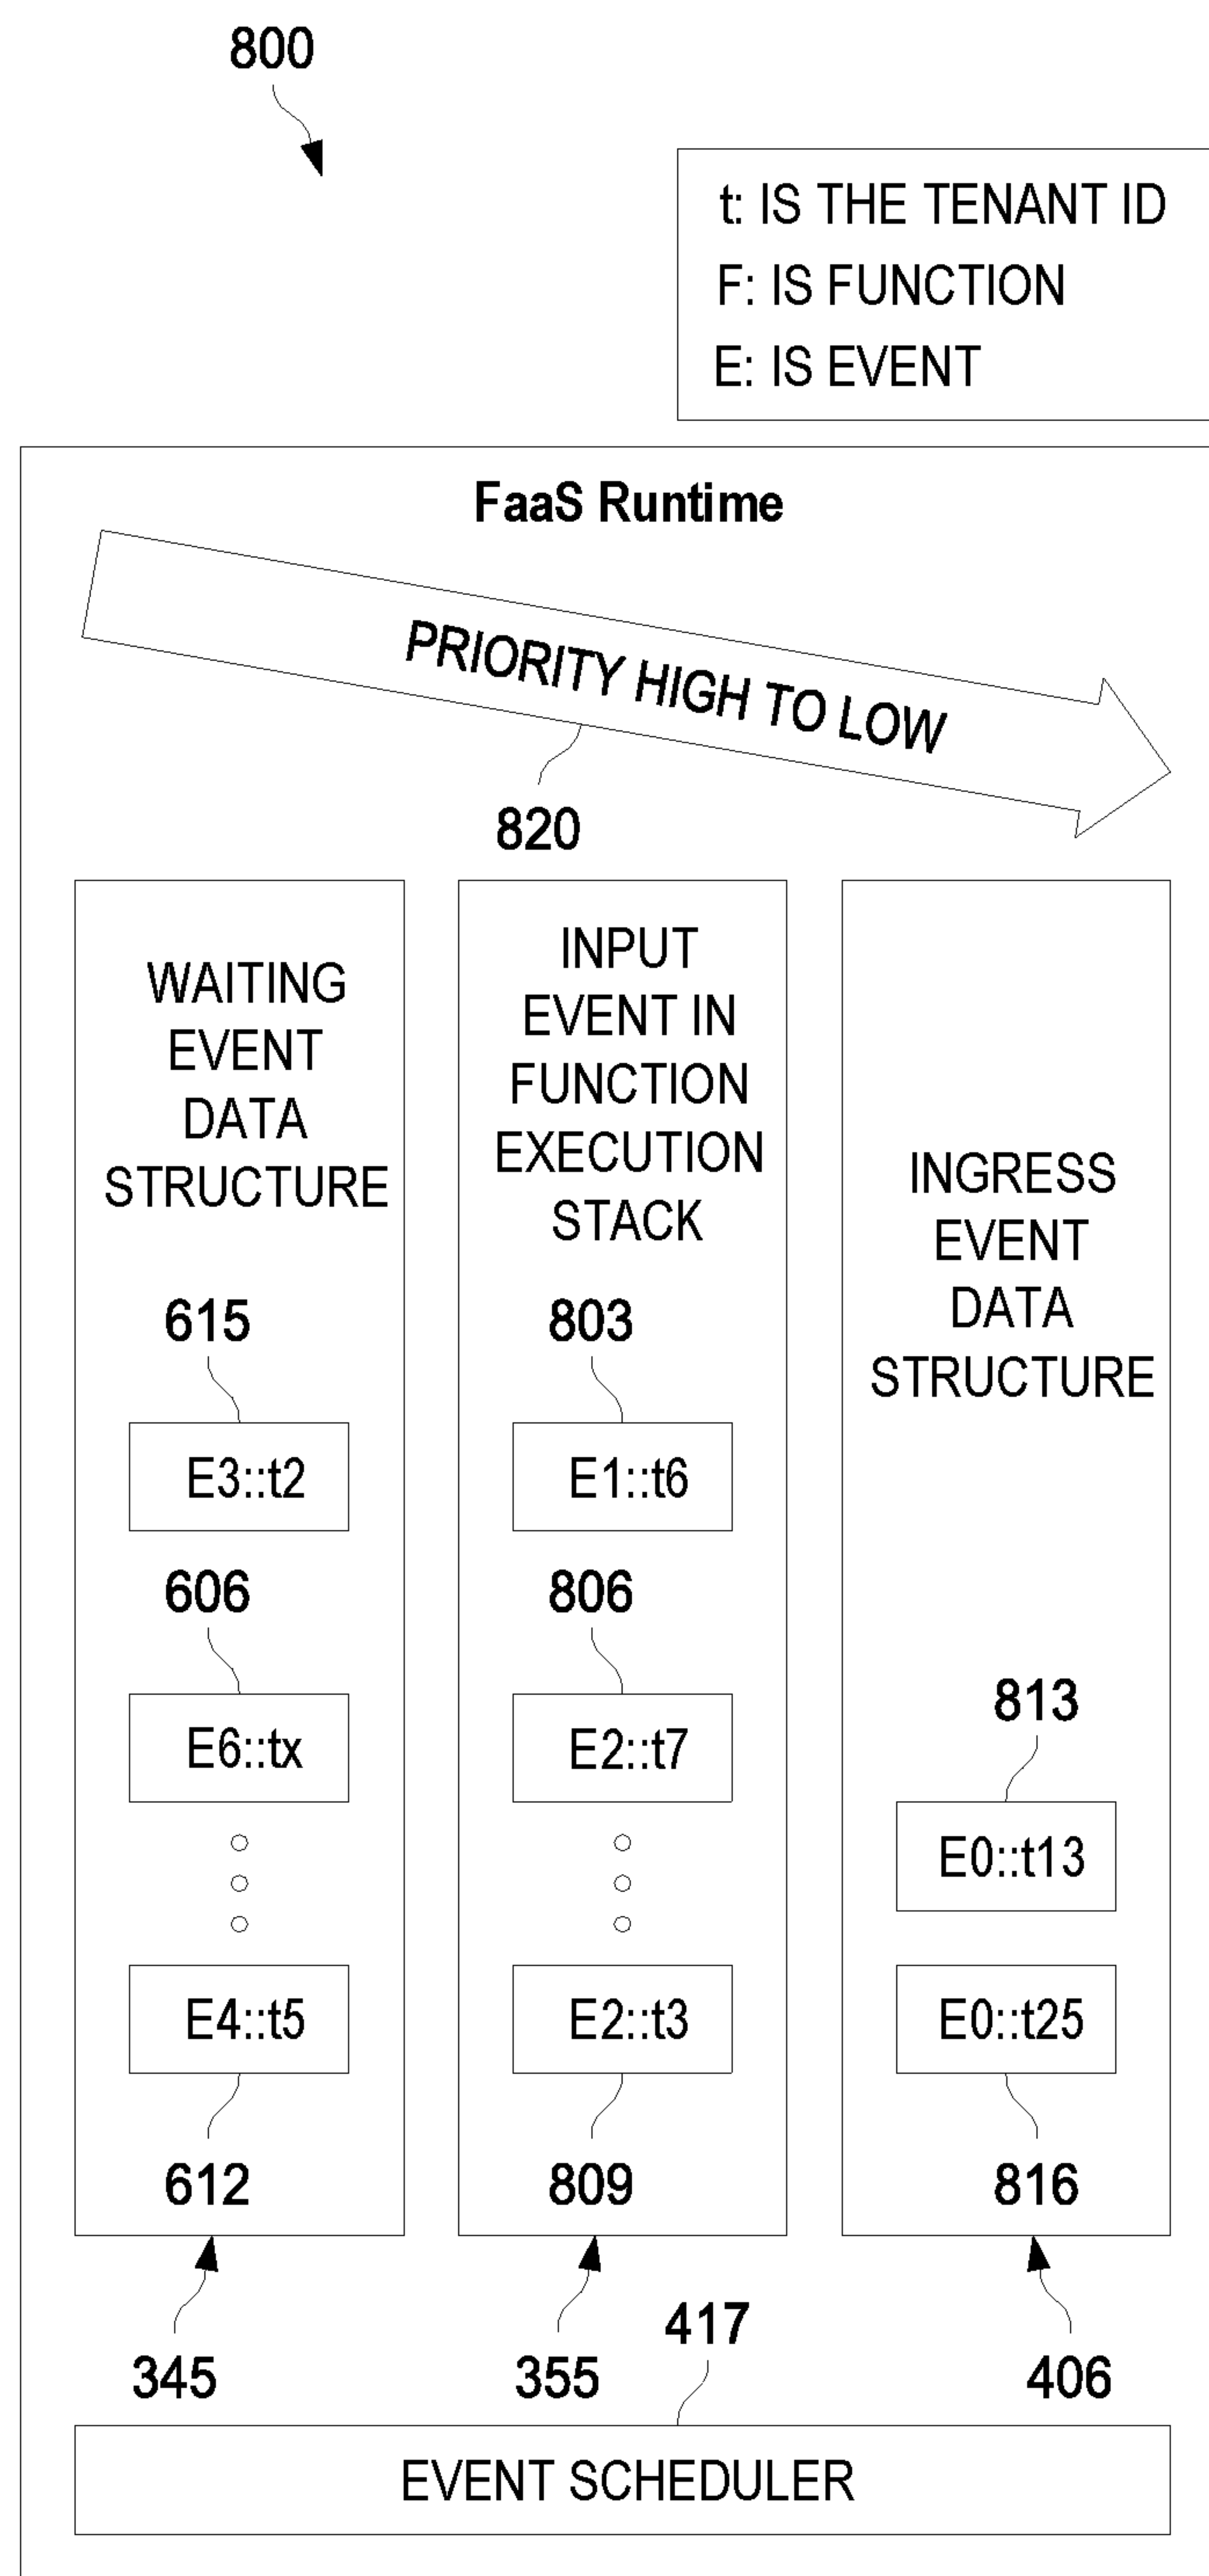 800
t: IS THE TENANT ID
F: IS FUNCTION
E: IS EVENT
FaaS Runtime
PRIORITY HIGH TO LOW
820
WAITING
EVENT
DATA
STRUCTURE
615
E3::t2
606
E6::tx
E4::t5
612
345
INPUT
EVENT IN
FUNCTION
EXECUTION
STACK
803
E1::t6
806
E2::t7
E2::t3
809
355
INGRESS
EVENT
DATA
STRUCTURE
813
E0::t13
E0::t25
816
406
417
EVENT SCHEDULER